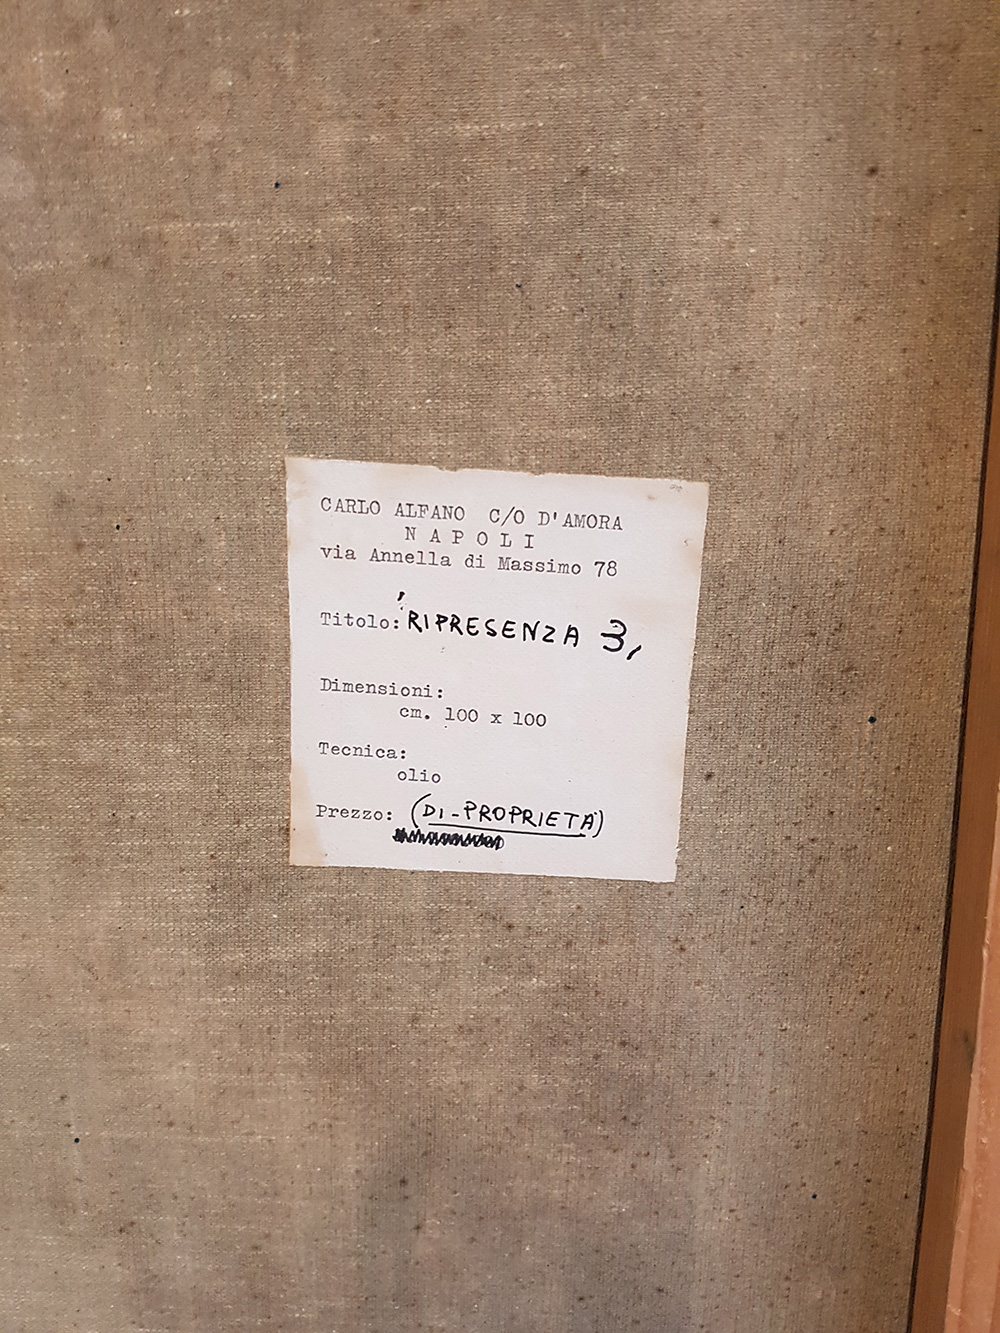 CARLO ALFANO C/O D'AMORA
N A P O L I
via Annella di Massimo 78
Titolo: 'RIPRESENZA 3,
Dimensioni:
cm. 100 x 100
Tecnica:
olio
Prezzo: (DI-PROPRIETÀ)